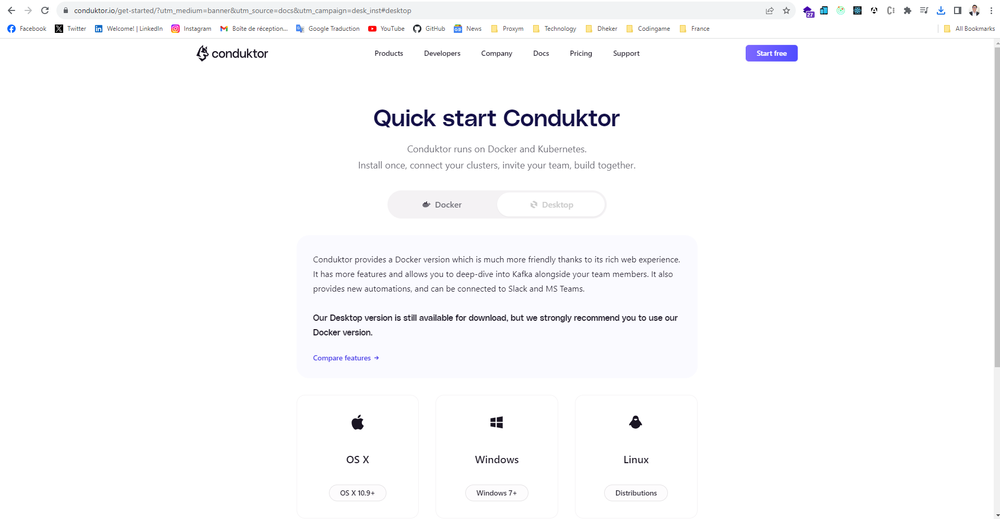 conduktor.io/get-started/?utm_medium=banner&utm_source=docs&utm_campaign=desk_inst#desktop
27
Facebook Twitter Welcome! | LinkedIn Instagram Boîte de réception... Google Traduction YouTube GitHub News Proxym Technology Dheker Codingame France All Bookmarks
conduktor Products Developers Company Docs Pricing Support Start free
Quick start Conduktor
Conduktor runs on Docker and Kubernetes.
Install once, connect your clusters, invite your team, build together.
Docker Desktop
Conduktor provides a Docker version which is much more friendly thanks to its rich web experience.
It has more features and allows you to deep-dive into Kafka alongside your team members. It also
provides new automations, and can be connected to Slack and MS Teams.
Our Desktop version is still available for download, but we strongly recommend you to use our
Docker version.
Compare features →
OS X Windows Linux
OS X 10.9+ Windows 7+ Distributions